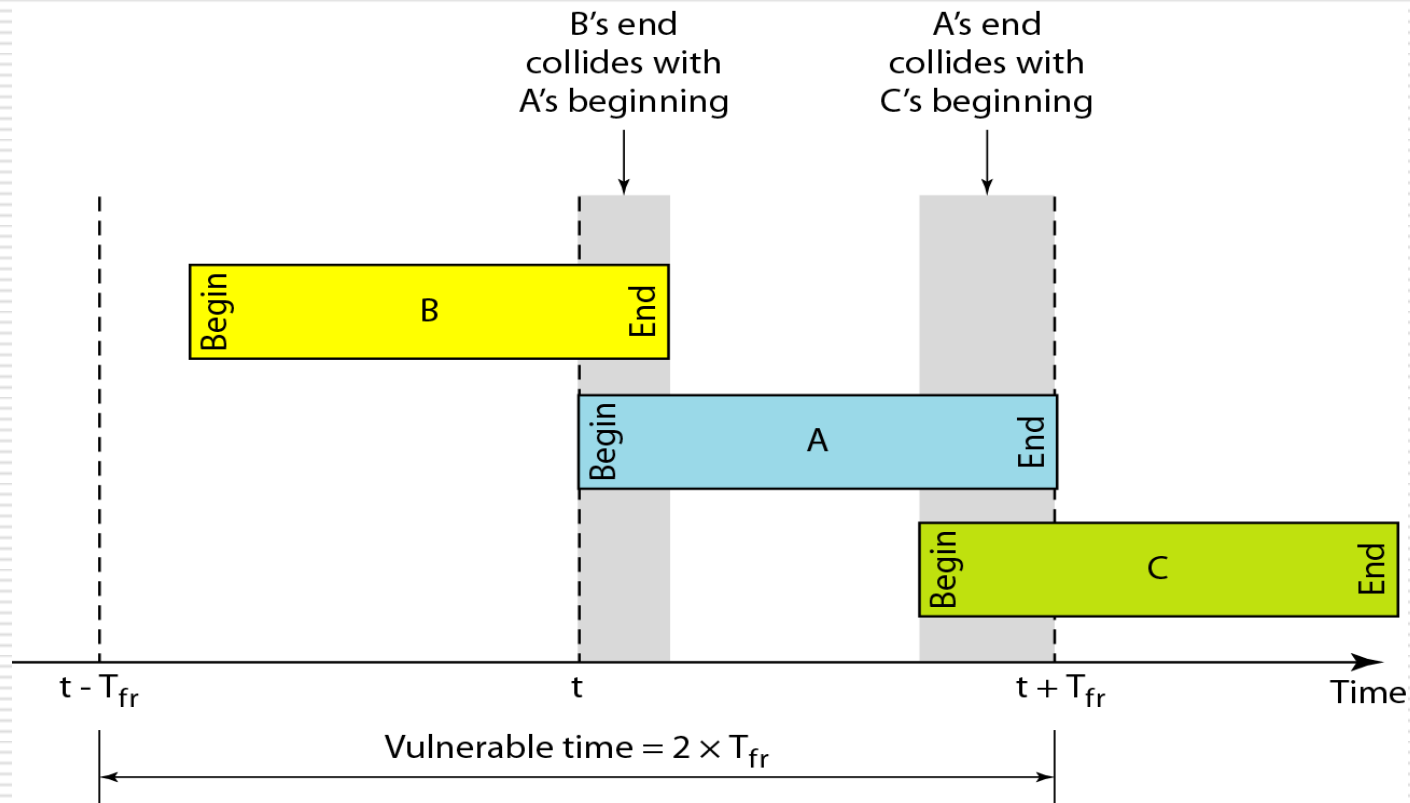 B's end
collides with
A's beginning
A's end
collides with
C's beginning
Begin
B
End
Begin
A
End
Begin
C
End
t - Tfr
t
t + Tfr
Time
Vulnerable time = 2 × Tfr